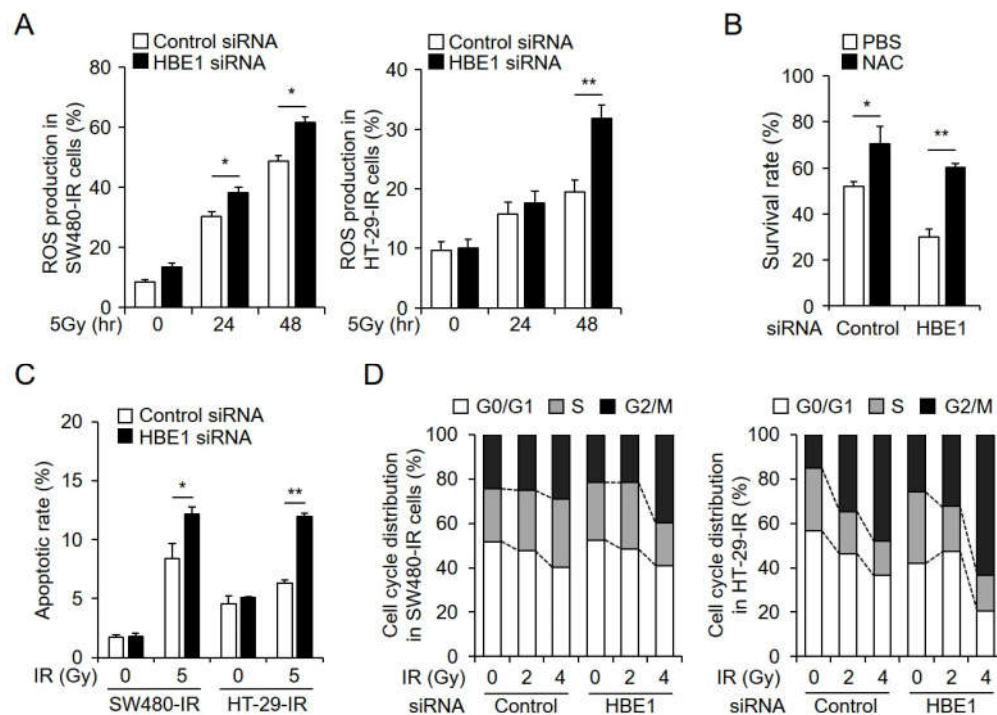 A
Control siRNA
HBE1 siRNA
ROS production in
SW480-IR cells (%)
80
60
40
20
0
*
*
5Gy (hr) 0 24 48
Control siRNA
HBE1 siRNA
ROS production in
HT-29-IR cells (%)
40
30
20
10
0
**
5Gy (hr) 0 24 48
B
PBS
NAC
Survival rate (%)
100
80
60
40
20
0
*
**
siRNA Control HBE1
C
Control siRNA
HBE1 siRNA
Apoptotic rate (%)
20
15
10
5
0
*
**
IR (Gy) 0 5 0 5
SW480-IR HT-29-IR
D
G0/G1 S G2/M
Cell cycle distribution
in SW480-IR cells (%)
100
80
60
40
20
0
IR (Gy) 0 2 4 0 2 4
siRNA Control HBE1
G0/G1 S G2/M
Cell cycle distribution
in HT-29-IR (%)
100
80
60
40
20
0
IR (Gy) 0 2 4 0 2 4
siRNA Control HBE1